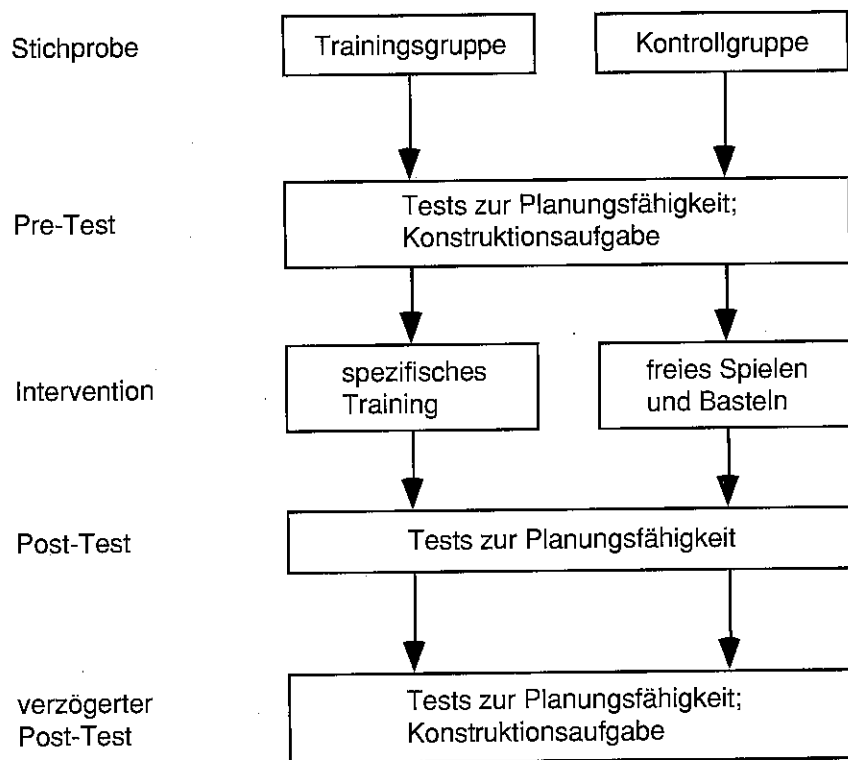 Stichprobe
Trainingsgruppe
Kontrollgruppe
Pre-Test
Tests zur Planungsfähigkeit;
Konstruktionsaufgabe
Intervention
spezifisches
Training
freies Spielen
und Basteln
Post-Test
Tests zur Planungsfähigkeit
verzögerter
Post-Test
Tests zur Planungsfähigkeit;
Konstruktionsaufgabe